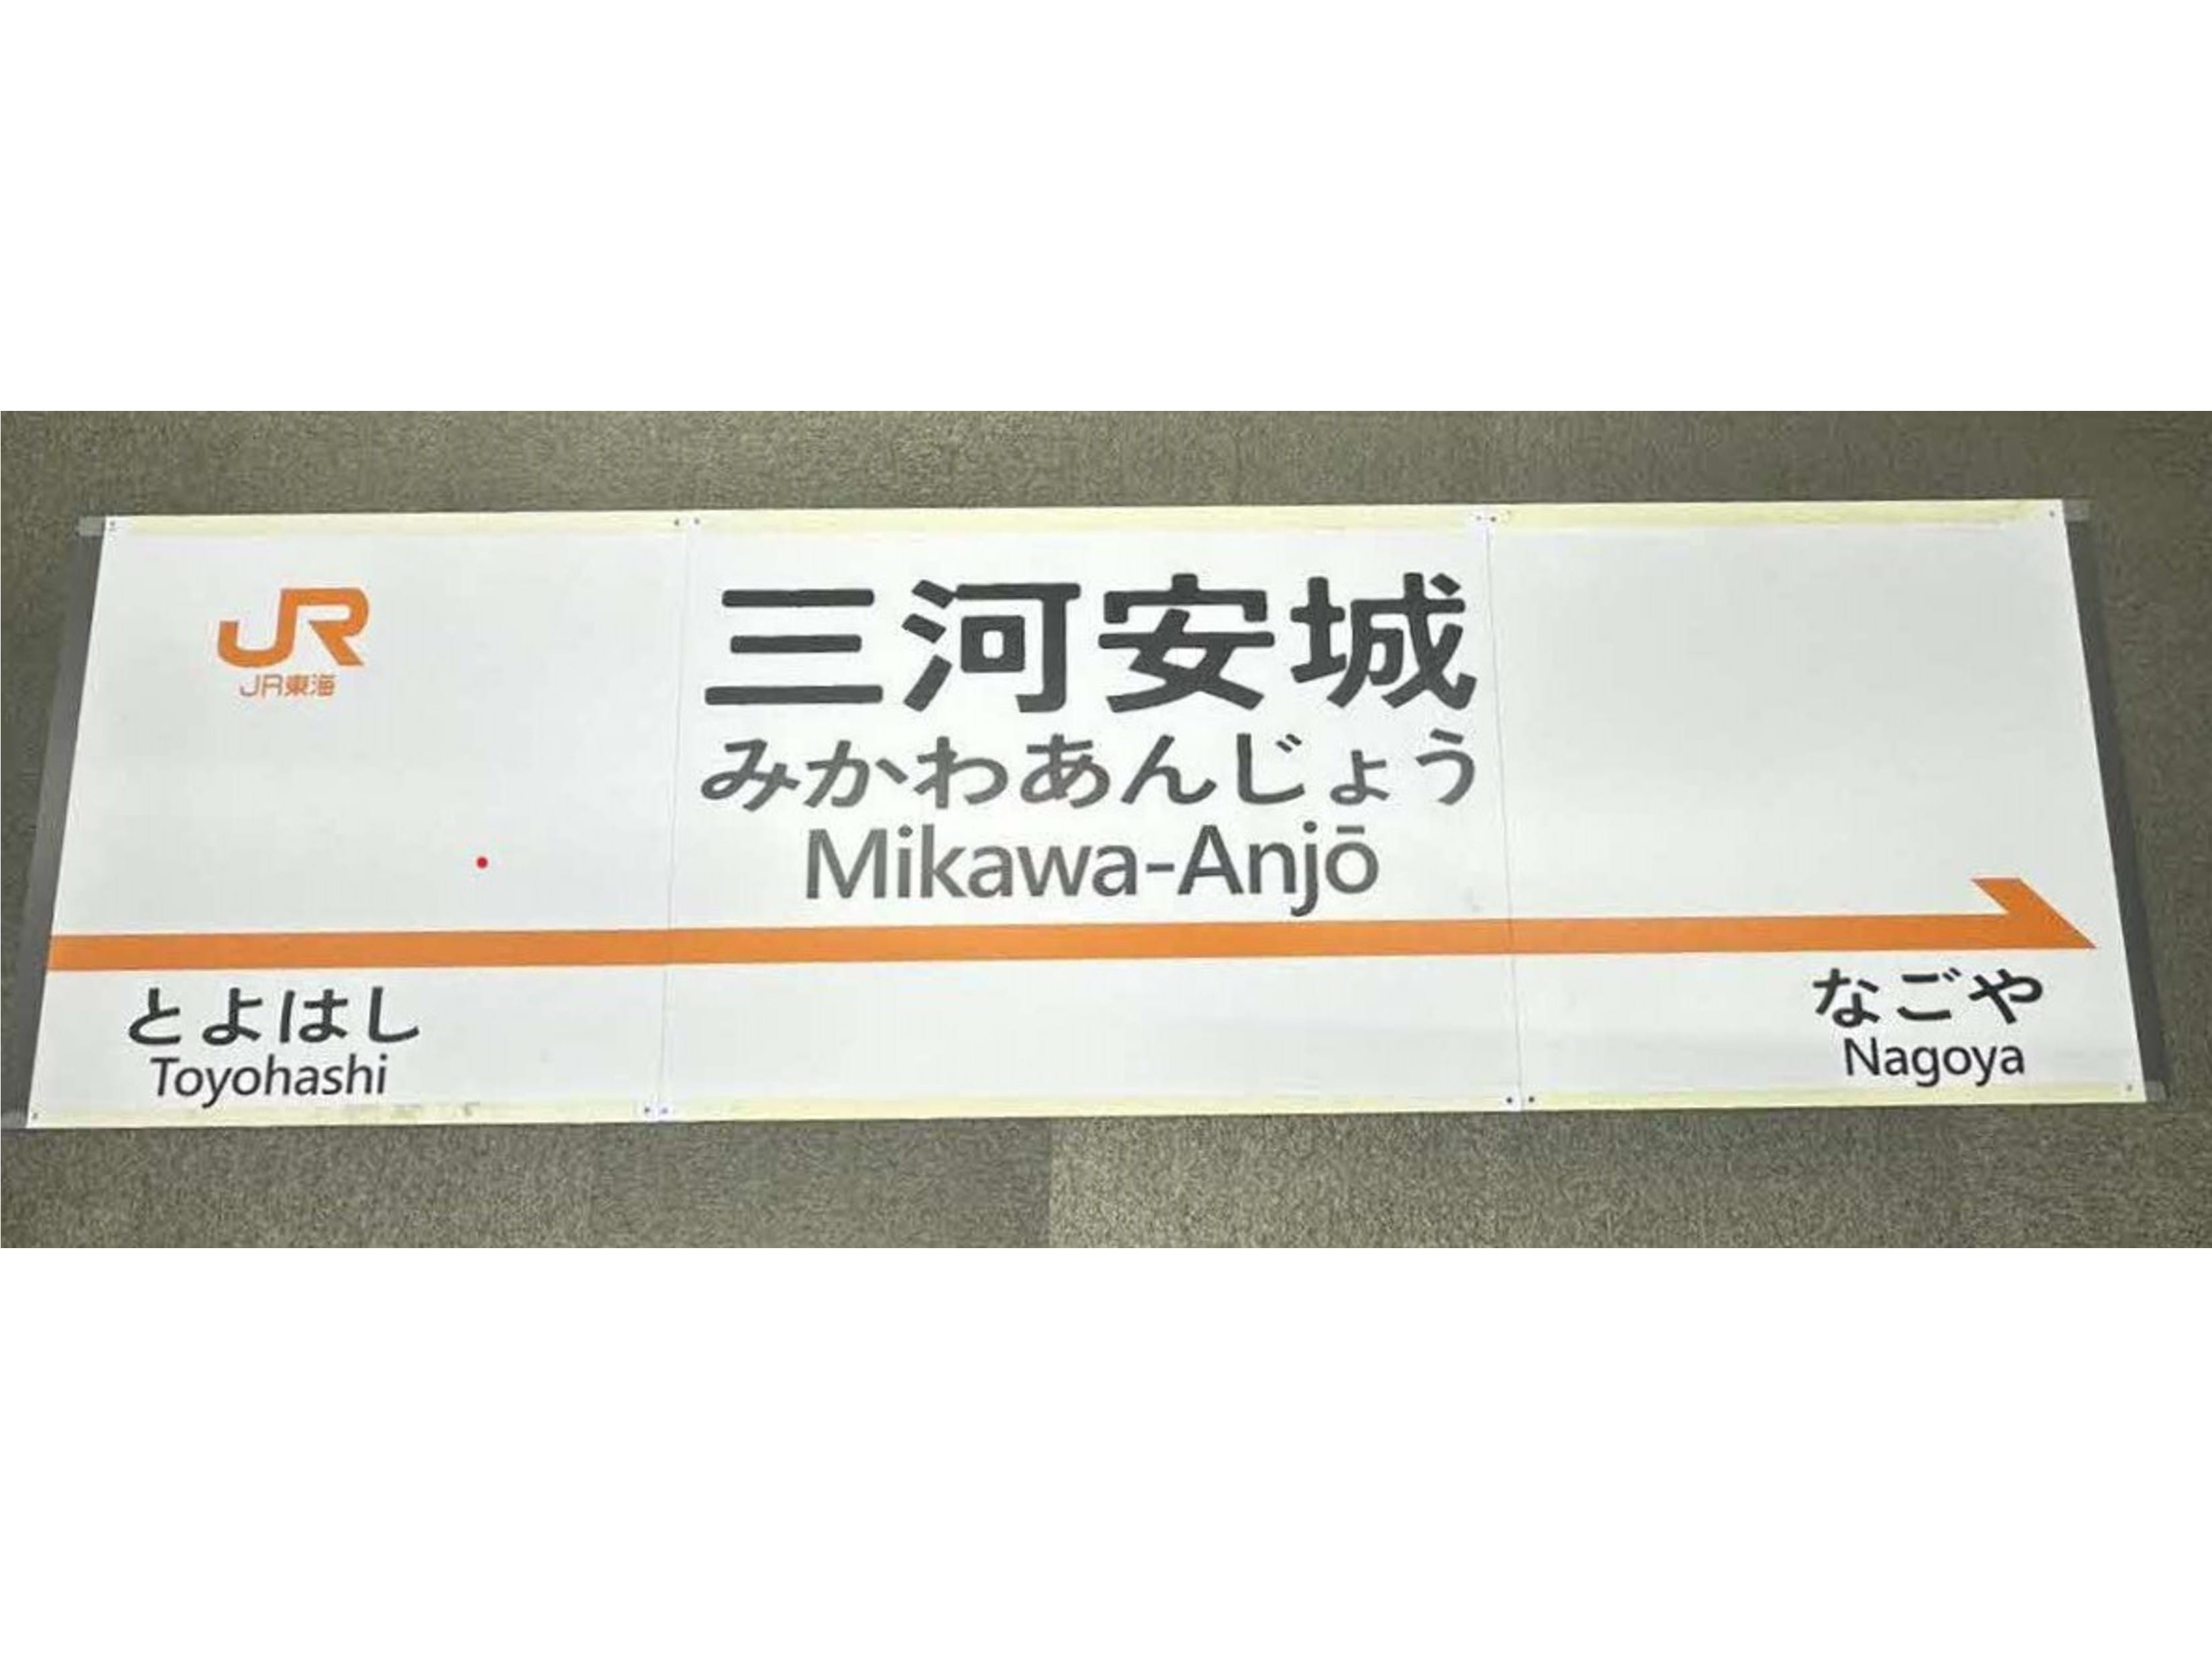 JR
JR東海
三河安城
みかわあんじょう
Mikawa-Anjō
とよはし
Toyohashi
なごや
Nagoya